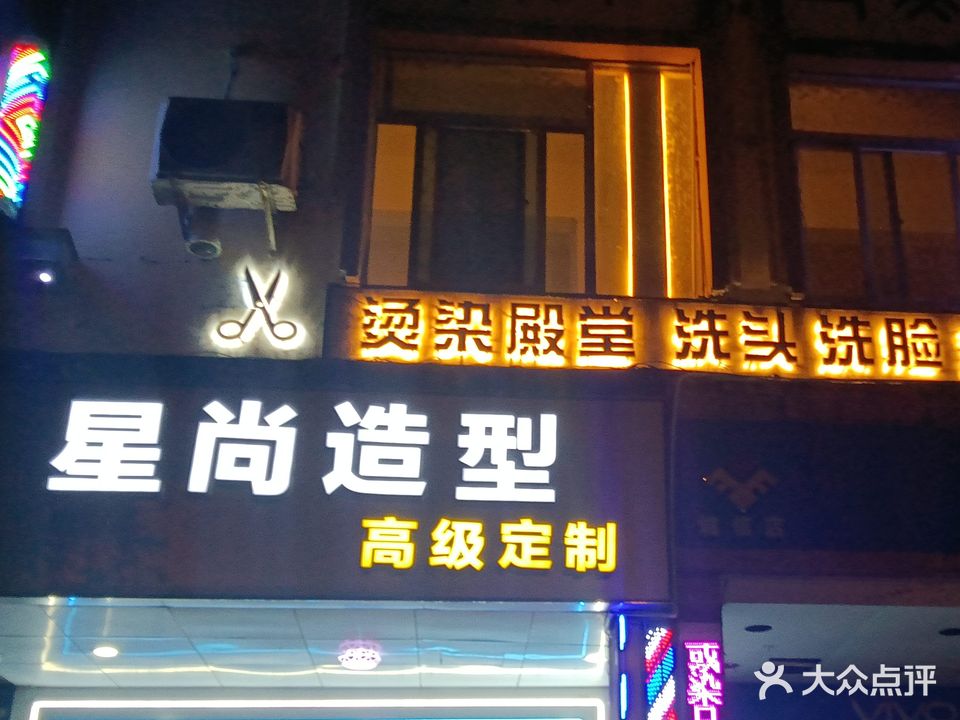 烫染殿堂 洗头 洗脸
星尚造型
高级定制
大众点评